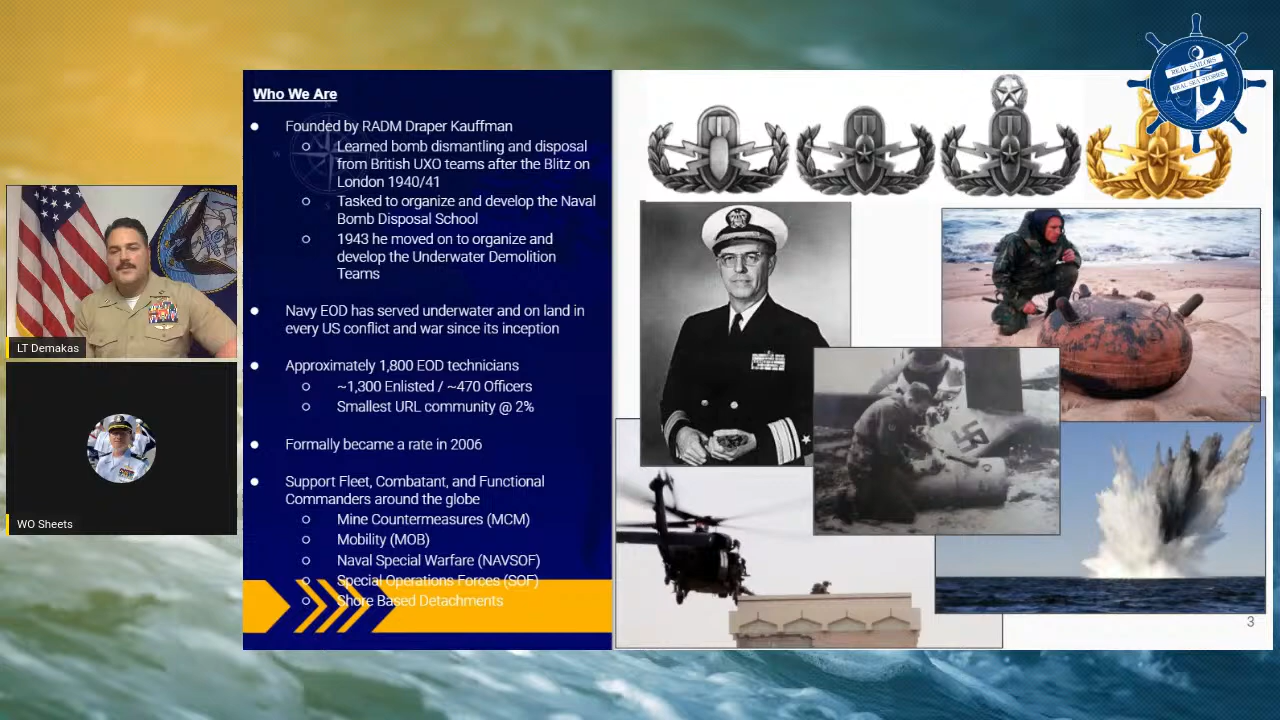 Who We Are
Founded by RADM Draper Kauffman
Learned bomb dismantling and disposal
from British UXO teams after the Blitz on
London 1940/41
Tasked to organize and develop the Naval
Bomb Disposal School
1943 he moved on to organize and
develop the Underwater Demolition
Teams
Navy EOD has served underwater and on land in
every US conflict and war since its inception
Approximately 1,800 EOD technicians
~1,300 Enlisted / ~470 Officers
Smallest URL community @ 2%
Formally became a rate in 2006
Support Fleet, Combatant, and Functional
Commanders around the globe
Mine Countermeasures (MCM)
Mobility (MOB)
Naval Special Warfare (NAVSOF)
Special Operations Forces (SOF)
Shore Based Detachments
LT Demakas
WO Sheets
REAL SAILORS
REAL SEA STORIES
3